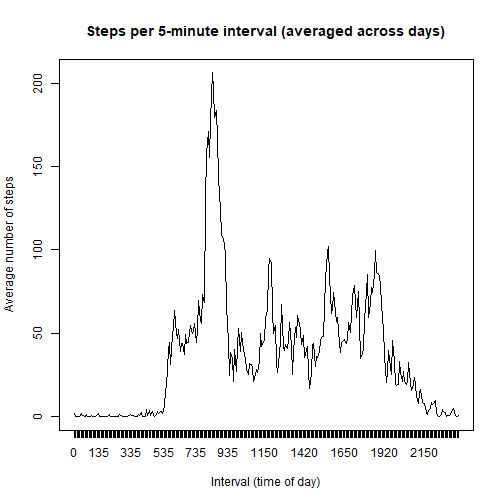 Steps per 5-minute interval (averaged across days)
Average number of steps
200
150
100
50
0
0 135 335 535 735 935 1150 1420 1650 1920 2150
Interval (time of day)